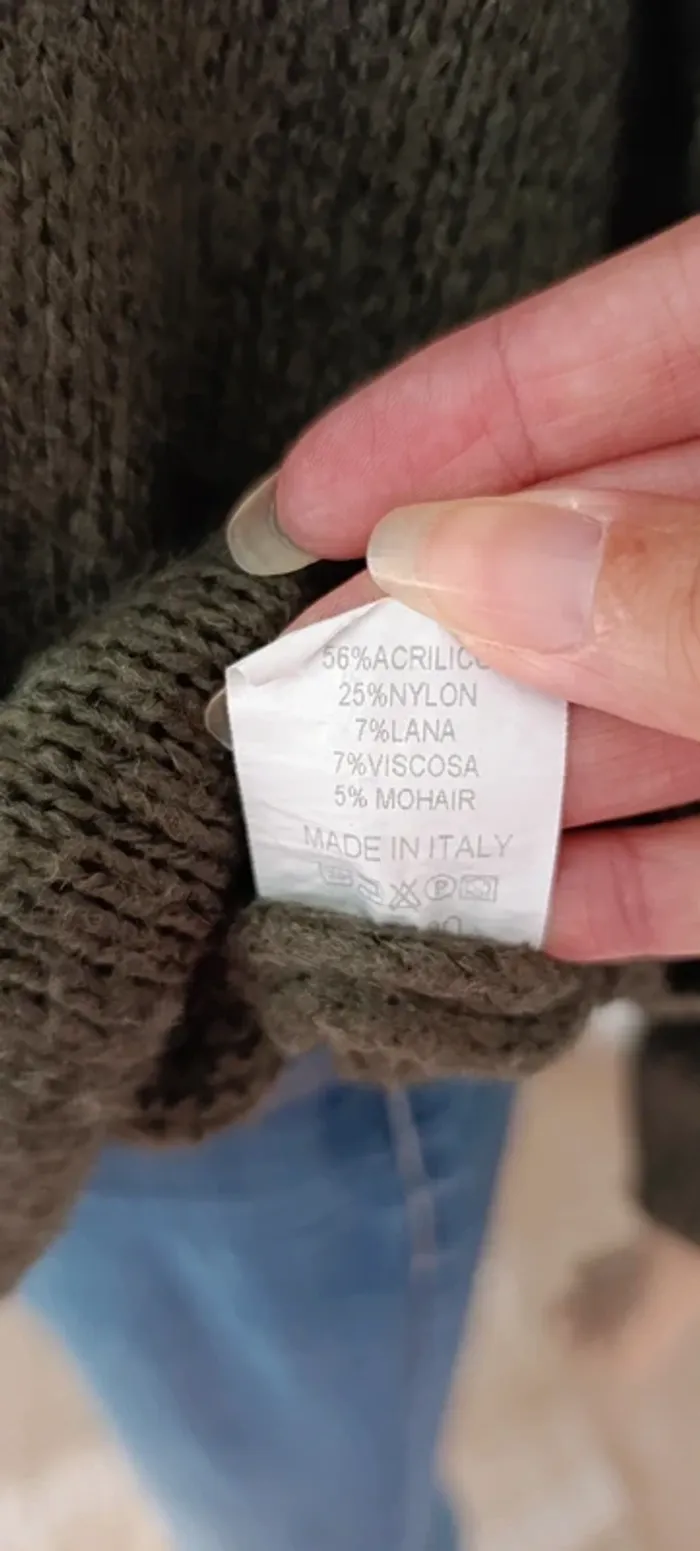 56%ACRILICO
25%NYLON
7%LANA
7%VISCOSA
5% MOHAIR
MADE IN ITALY
P